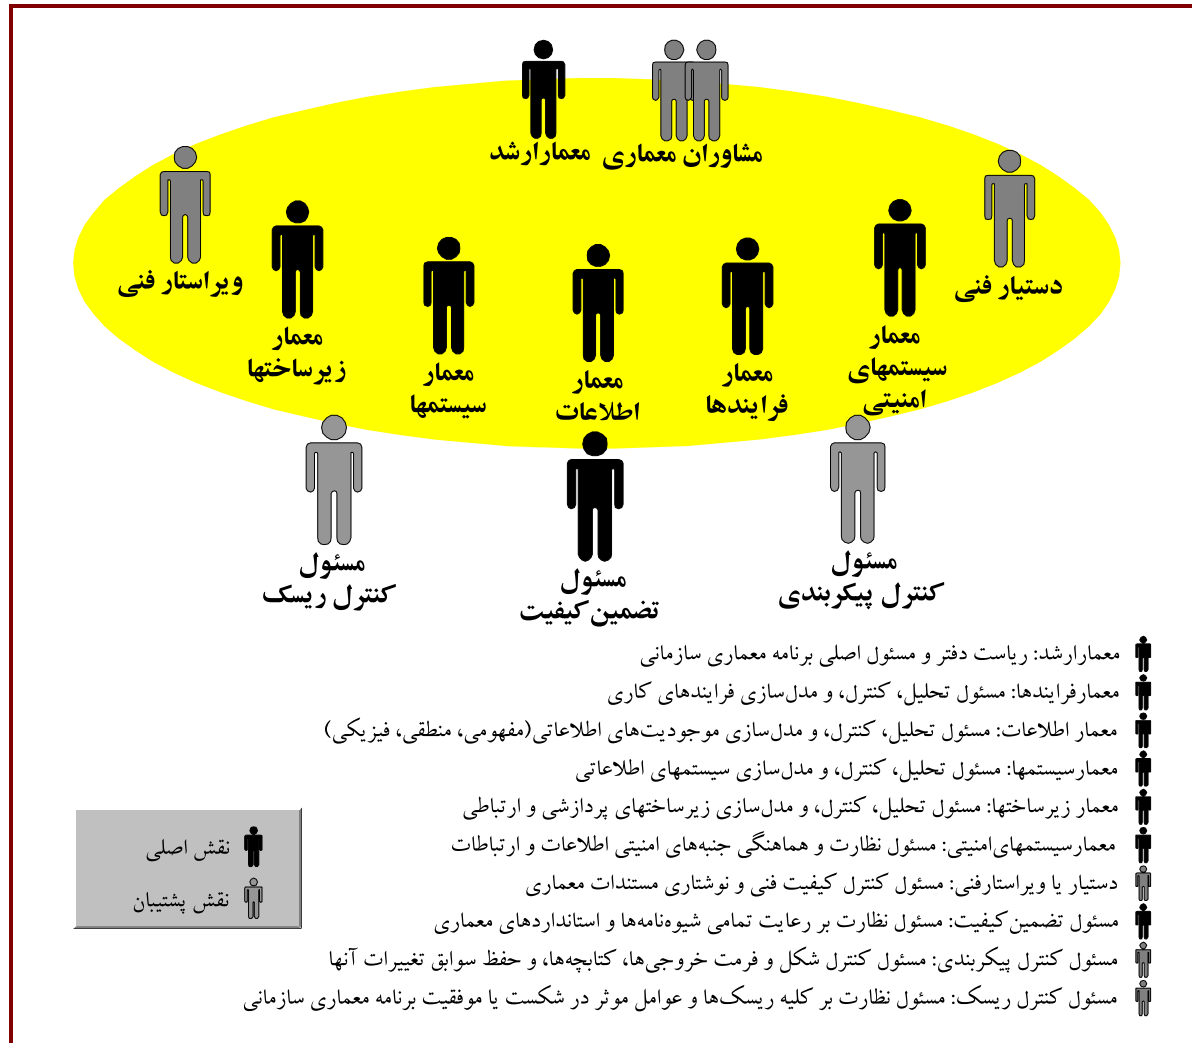 معمارارشد
مشاوران معماری
ویراستار فنی
دستیار فنی
معمار
زیرساختها
معمار
سیستمها
معمار
اطلاعات
معمار
فرایندها
معمار
سیستمهای
امنیتی
مسئول
کنترل ریسک
مسئول
تضمین کیفیت
مسئول
کنترل پیکربندی
معمارارشد: ریاست دفتر و مسئول اصلی برنامه معماری سازمانی
معمارفرایندها: مسئول تحلیل، کنترل، و مدل‌سازی فرایندهای کاری
معمار اطلاعات: مسئول تحلیل، کنترل، و مدل‌سازی موجودیت‌های اطلاعاتی(مفهومی، منطقی، فیزیکی)
معمارسیستمها: مسئول تحلیل، کنترل، و مدل‌سازی سیستمهای اطلاعاتی
معمار زیرساختها: مسئول تحلیل، کنترل، و مدل‌سازی زیرساختهای پردازشی و ارتباطی
معمارسیستمهای‌امنیتی: مسئول نظارت و هماهنگی جنبه‌های امنیتی اطلاعات و ارتباطات
دستیار یا ویراستارفنی: مسئول کنترل کیفیت فنی و نوشتاری مستندات معماری
مسئول تضمین‌کیفیت: مسئول نظارت بر رعایت تمامی شیوه‌نامه‌ها و استانداردهای معماری
مسئول کنترل پیکربندی: مسئول کنترل شکل و فرمت خروجی‌ها، کتابچه‌ها، و حفظ سوابق تغییرات آنها
مسئول کنترل ریسک: مسئول نظارت بر کلیه ریسک‌ها و عوامل موثر در شکست یا موفقیت برنامه معماری سازمانی
نقش اصلی
نقش پشتیبان